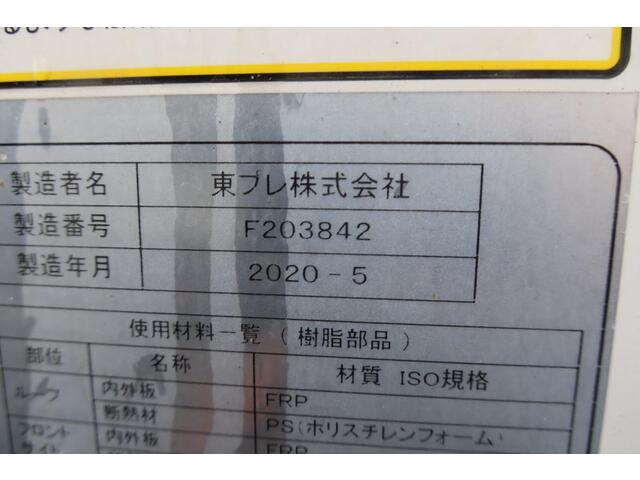 製造者名 東プレ株式会社
製造番号 F203842
製造年月 2020-5
使用材料一覧 (樹脂部品)
部位 名称 材質 ISO規格
ルーフ 内外板 FRP
断熱材 PS(ポリスチレンフォーム)
フロント 内外板 FRP